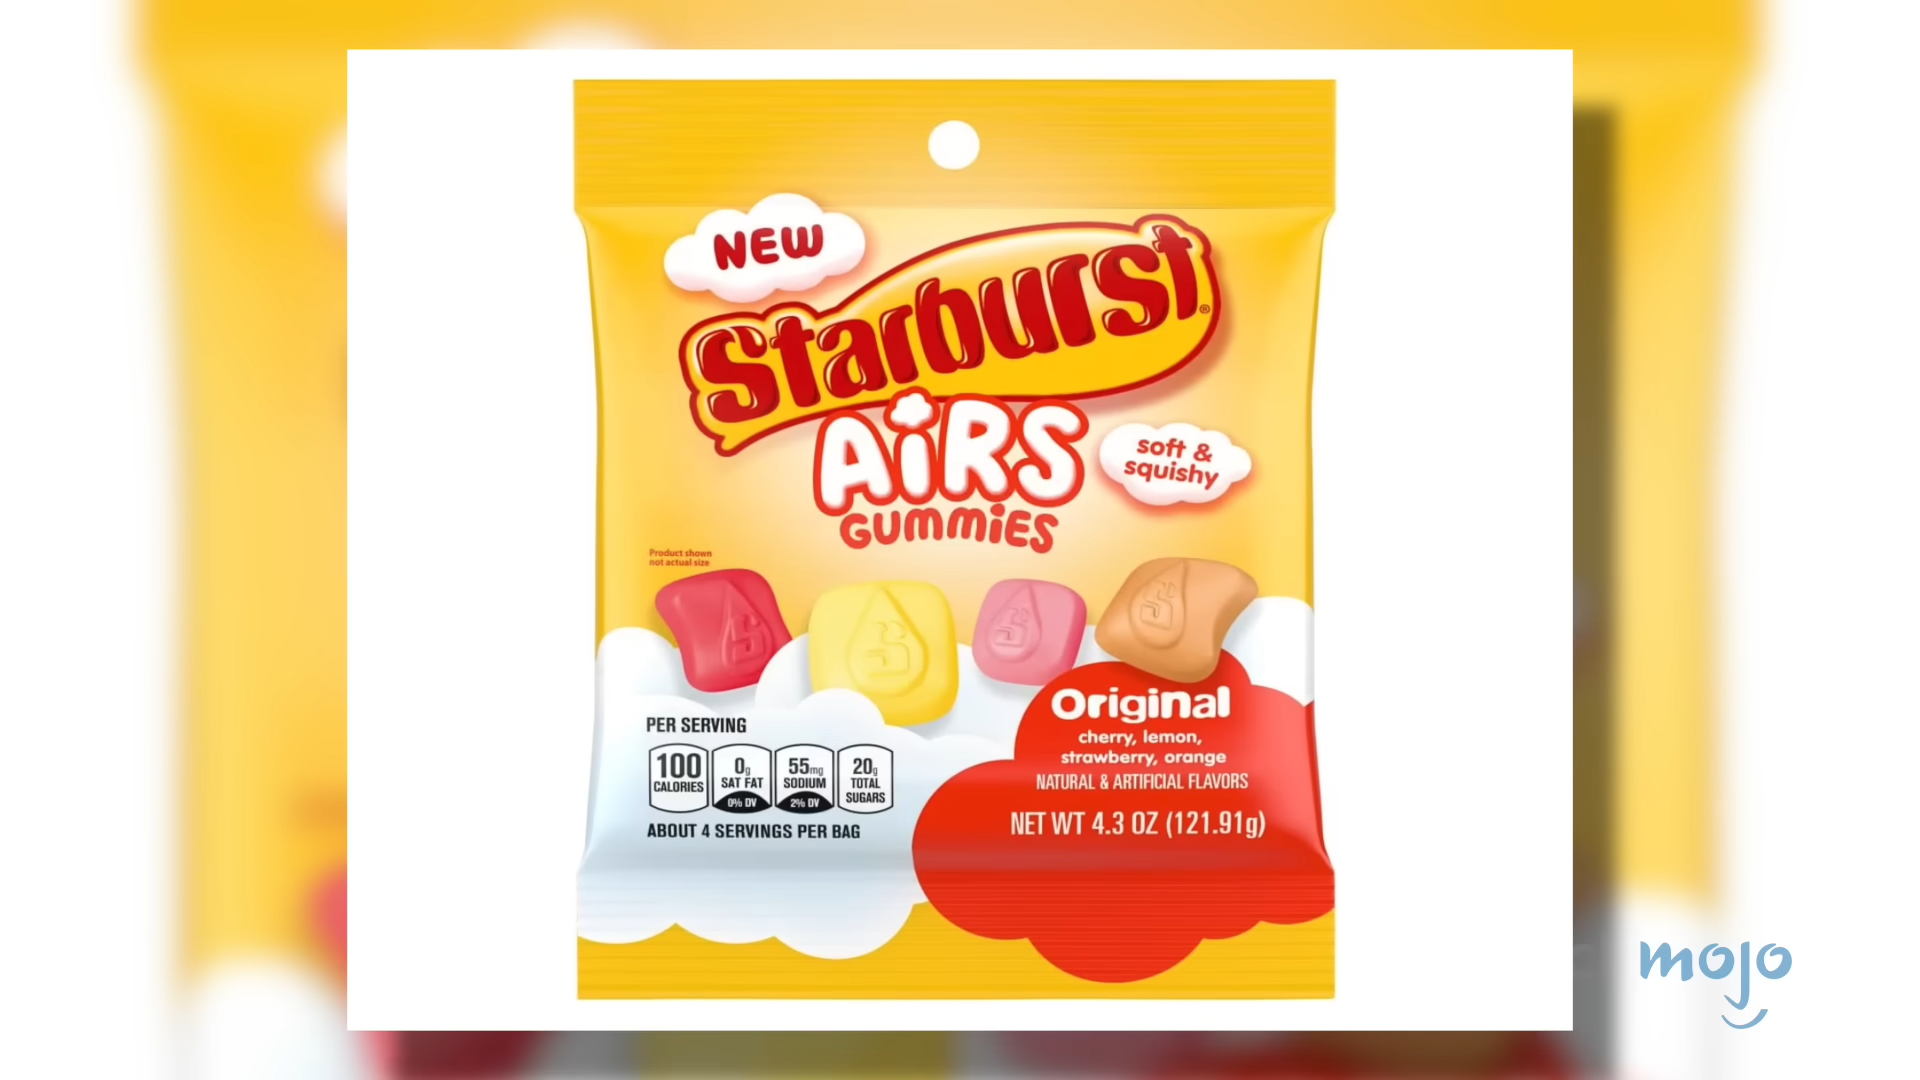 NEW
Starburst®
AiRS
GUMMiES
soft &
squishy
Product shown
not actual size
S
S
S
S
Original
cherry, lemon,
strawberry, orange
NATURAL & ARTIFICIAL FLAVORS
NET WT 4.3 OZ (121.91g)
PER SERVING
100
CALORIES
0g
SAT FAT
0% DV
55mg
SODIUM
2% DV
20g
TOTAL
SUGARS
ABOUT 4 SERVINGS PER BAG
mojo